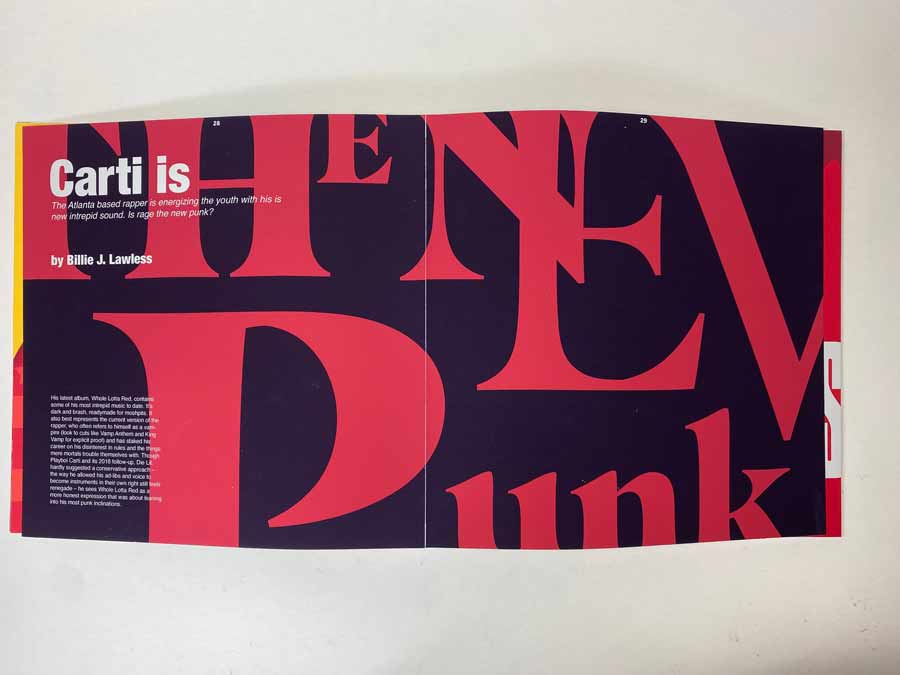 28
29
Carti is
The Atlanta based rapper is energizing the youth with his is
new intrepid sound. Is rage the new punk?
by Billie J. Lawless
THE NEW
Punk
His latest album, Whole Lotta Red, contains
some of his most intrepid music to date. It's
dark and brash, readymade for moshpits. It
also best represents the current version of the
rapper, who often refers to himself as a vam-
pire (look to cuts like Vamp Anthem and King
Vamp for explicit proof) and has staked his
career on his disinterest in rules and the things
mere mortals trouble themselves with. Though
Playboi Carti and its 2018 follow-up, Die Lit,
hardly suggested a conservative approach –
the way he allowed his ad-libs and voice to
become instruments in their own right still feels
renegade – he sees Whole Lotta Red as a
more honest expression that was about leaning
into his most punk inclinations.